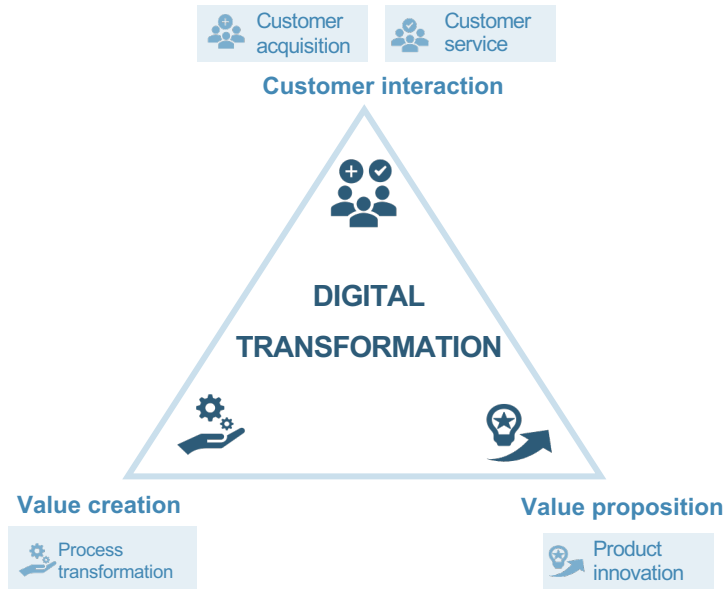 Customer
acquisition
Customer
service
Customer interaction
DIGITAL
TRANSFORMATION
Value creation
Process
transformation
Value proposition
Product
innovation